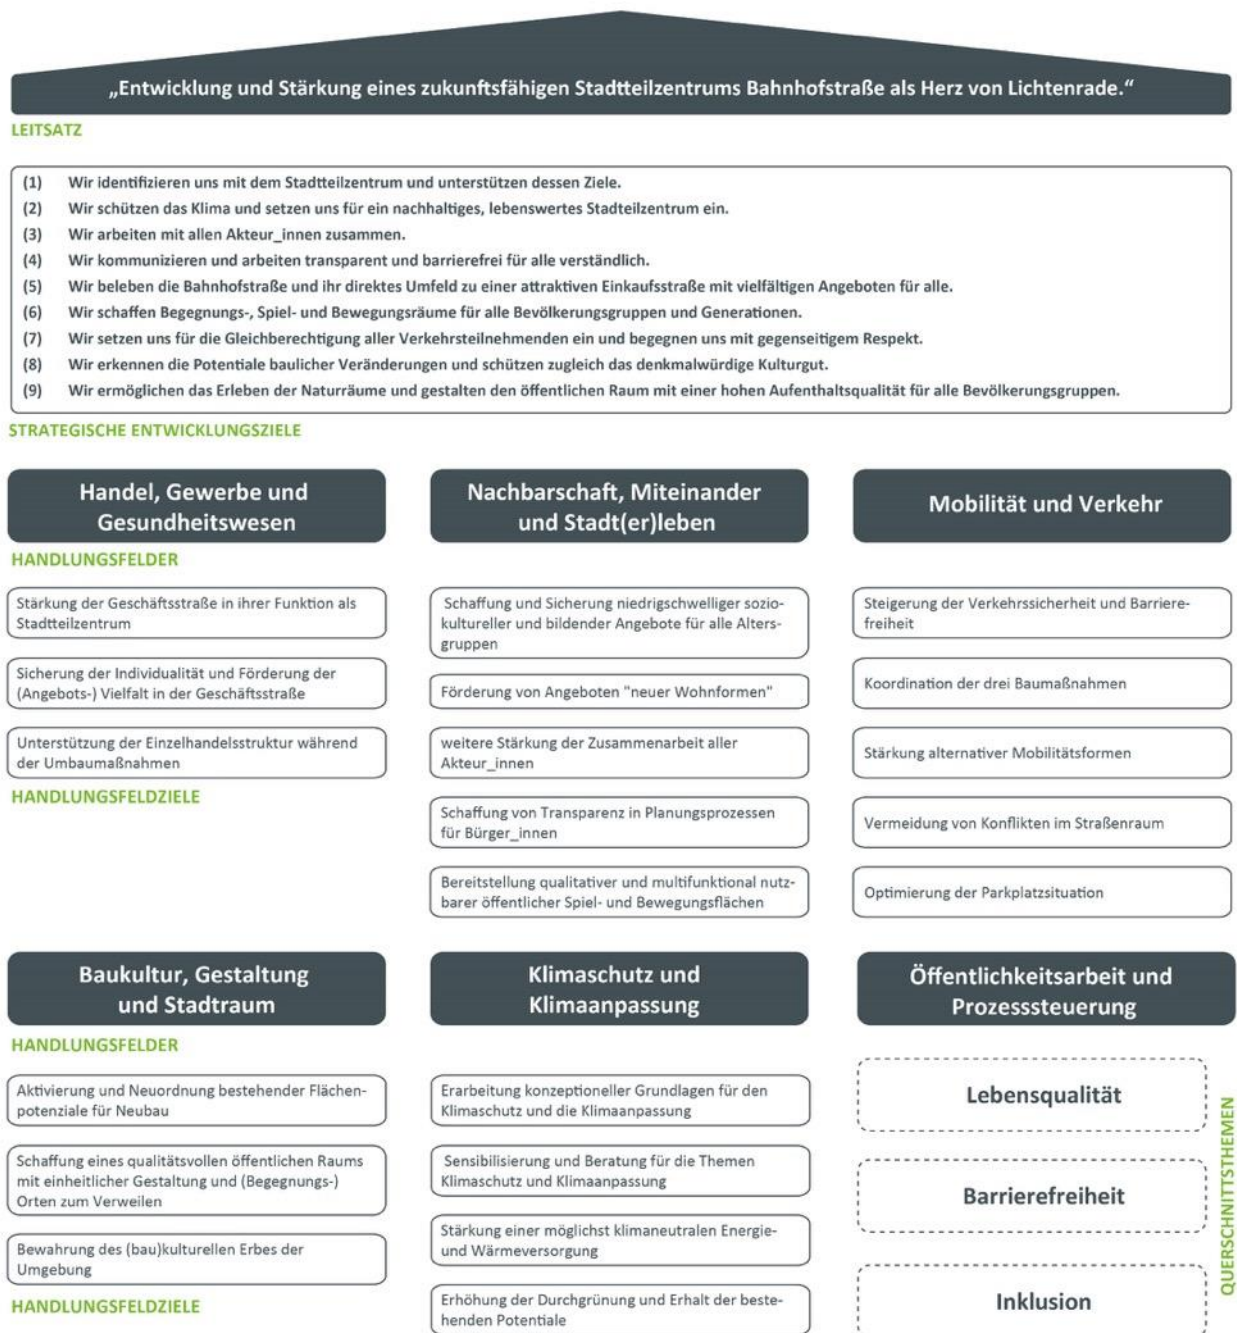 „Entwicklung und Stärkung eines zukunftsfähigen Stadtteilzentrums Bahnhofstraße als Herz von Lichtenrade.“
LEITSATZ
(1) Wir identifizieren uns mit dem Stadtteilzentrum und unterstützen dessen Ziele.
(2) Wir schützen das Klima und setzen uns für ein nachhaltiges, lebenswertes Stadteilzentrum ein.
(3) Wir arbeiten mit allen Akteur_innen zusammen.
(4) Wir kommunizieren und arbeiten transparent und barrierefrei für alle verständlich.
(5) Wir beleben die Bahnhofstraße und ihr direktes Umfeld zu einer attraktiven Einkaufsstraße mit vielfältigen Angeboten für alle.
(6) Wir schaffen Begegnungs-, Spiel- und Bewegungsräume für alle Bevölkerungsgruppen und Generationen.
(7) Wir setzen uns für die Gleichberechtigung aller Verkehrsteilnehmenden ein und begegnen uns mit gegenseitigem Respekt.
(8) Wir erkennen die Potentiale baulicher Veränderungen und schützen zugleich das denkmalwürdige Kulturgut.
(9) Wir ermöglichen das Erleben der Naturräume und gestalten den öffentlichen Raum mit einer hohen Aufenthaltsqualität für alle Bevölkerungsgruppen.
STRATEGISCHE ENTWICKLUNGSZIELE
Handel, Gewerbe und
Gesundheitswesen
HANDLUNGSFELDER
Stärkung der Geschäftsstraße in ihrer Funktion als
Stadtteilzentrum
Sicherung der Individualität und Förderung der
(Angebots-) Vielfalt in der Geschäftsstraße
Unterstützung der Einzelhandelsstruktur während
der Umbaumaßnahmen
HANDLUNGSFELDZIELE
Nachbarschaft, Miteinander
und Stadt(er)leben
Schaffung und Sicherung niedrigschwelliger sozio-
kultureller und bildender Angebote für alle Alters-
gruppen
Förderung von Angeboten "neuer Wohnformen"
weitere Stärkung der Zusammenarbeit aller
Akteur_innen
Schaffung von Transparenz in Planungsprozessen
für Bürger_innen
Bereitstellung qualitativer und multifunktional nutz-
barer öffentlicher Spiel- und Bewegungsflächen
Mobilität und Verkehr
Steigerung der Verkehrssicherheit und Barriere-
freiheit
Koordination der drei Baumaßnahmen
Stärkung alternativer Mobilitätsformen
Vermeidung von Konflikten im Straßenraum
Optimierung der Parkplatzsituation
Baukultur, Gestaltung
und Stadtraum
HANDLUNGSFELDER
Aktivierung und Neuordnung bestehender Flächen-
potenziale für Neubau
Schaffung eines qualitätsvollen öffentlichen Raums
mit einheitlicher Gestaltung und (Begegnungs-)
Orten zum Verweilen
Bewahrung des (bau)kulturellen Erbes der
Umgebung
HANDLUNGSFELDZIELE
Klimaschutz und
Klimaanpassung
Erarbeitung konzeptioneller Grundlagen für den
Klimaschutz und die Klimaanpassung
Sensibilisierung und Beratung für die Themen
Klimaschutz und Klimaanpassung
Stärkung einer möglichst klimaneutralen Energie-
und Wärmeversorgung
Erhöhung der Durchgrünung und Erhalt der beste-
henden Potentiale
Öffentlichkeitsarbeit und
Prozesssteuerung
Lebensqualität
Barrierefreiheit
Inklusion
QUERSCHNITTSTHEMEN